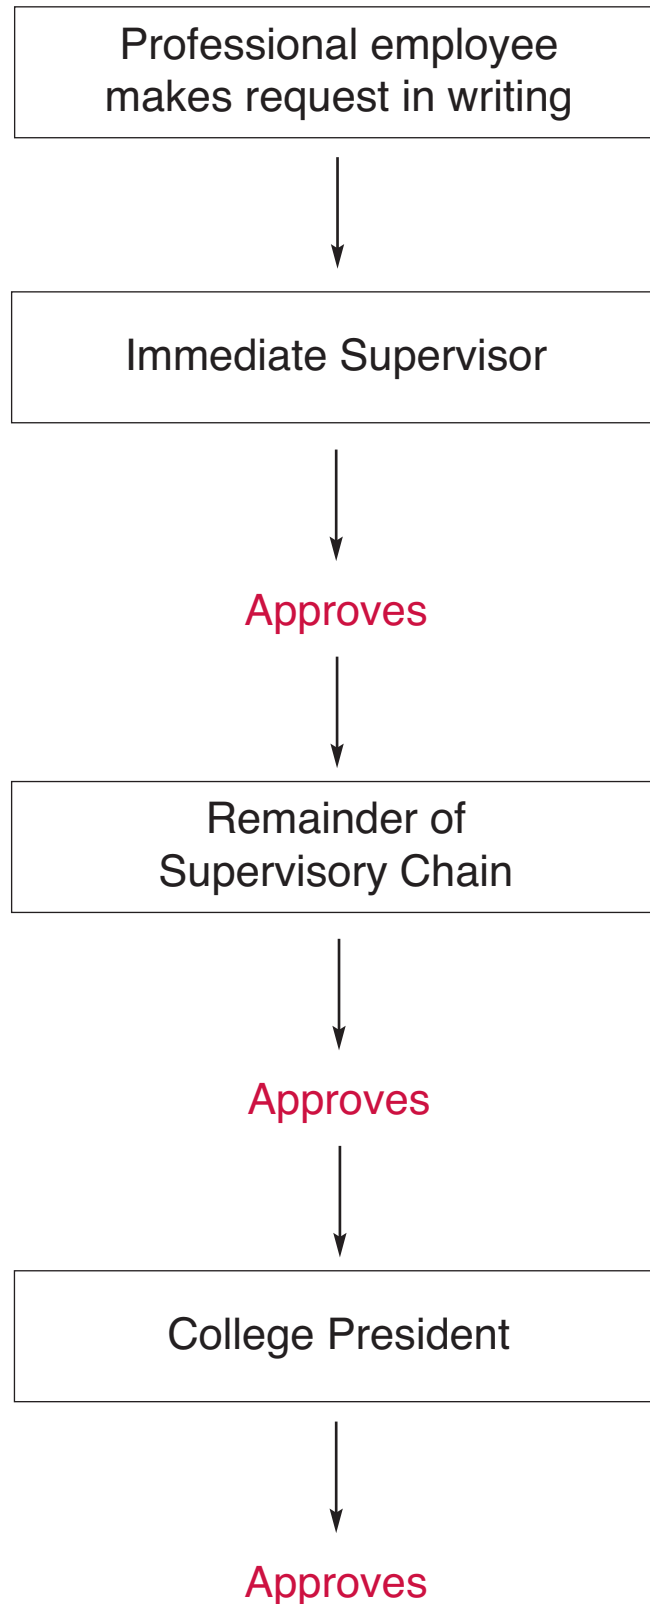 Professional employee
makes request in writing
Immediate Supervisor
Approves
Remainder of
Supervisory Chain
Approves
College President
Approves